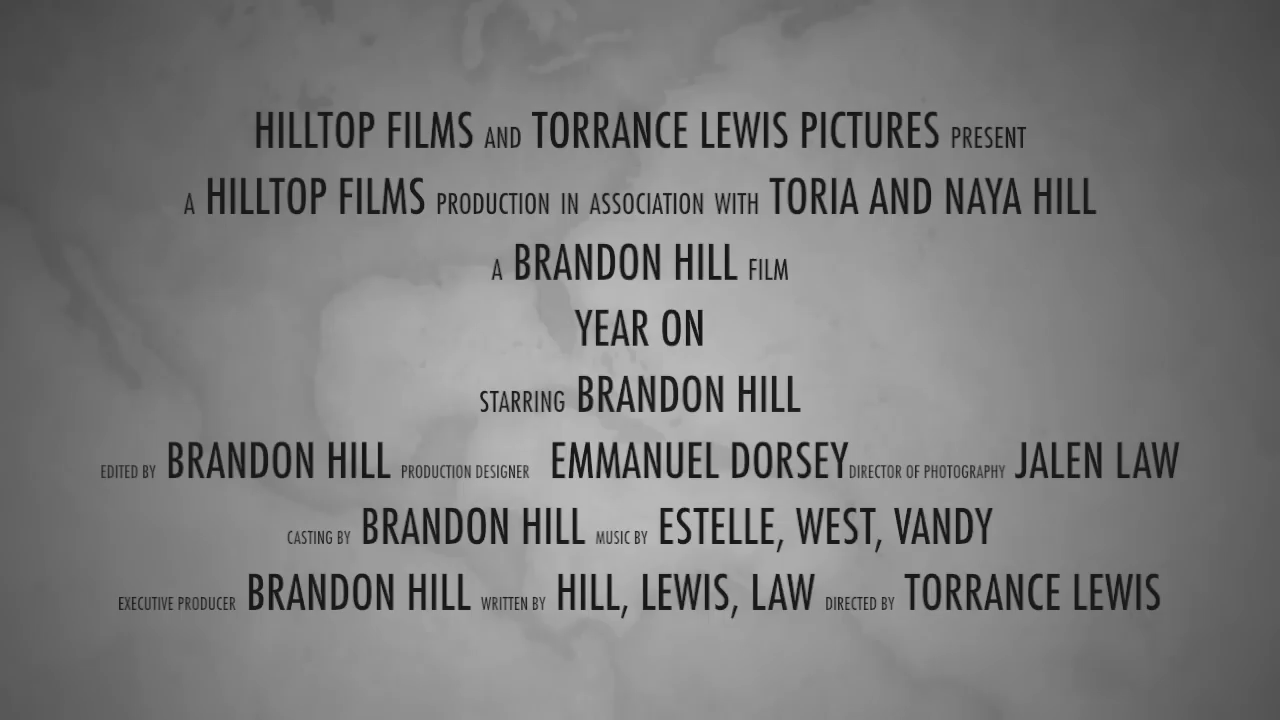 HILLTOP FILMS AND TORRANCE LEWIS PICTURES PRESENT
A HILLTOP FILMS PRODUCTION IN ASSOCIATION WITH TORIA AND NAYA HILL
A BRANDON HILL FILM
YEAR ON
STARRING BRANDON HILL
EDITED BY BRANDON HILL PRODUCTION DESIGNER EMMANUEL DORSEY DIRECTOR OF PHOTOGRAPHY JALEN LAW
CASTING BY BRANDON HILL MUSIC BY ESTELLE, WEST, VANDY
EXECUTIVE PRODUCER BRANDON HILL WRITTEN BY HILL, LEWIS, LAW DIRECTED BY TORRANCE LEWIS